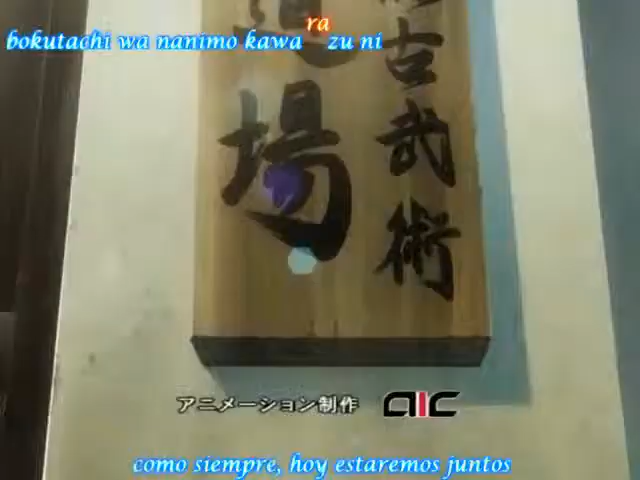 ra
bokutachi wa nanimo kawa zu ni
古武術
道場
アニメーション制作 AIC
como siempre, hoy estaremos juntos